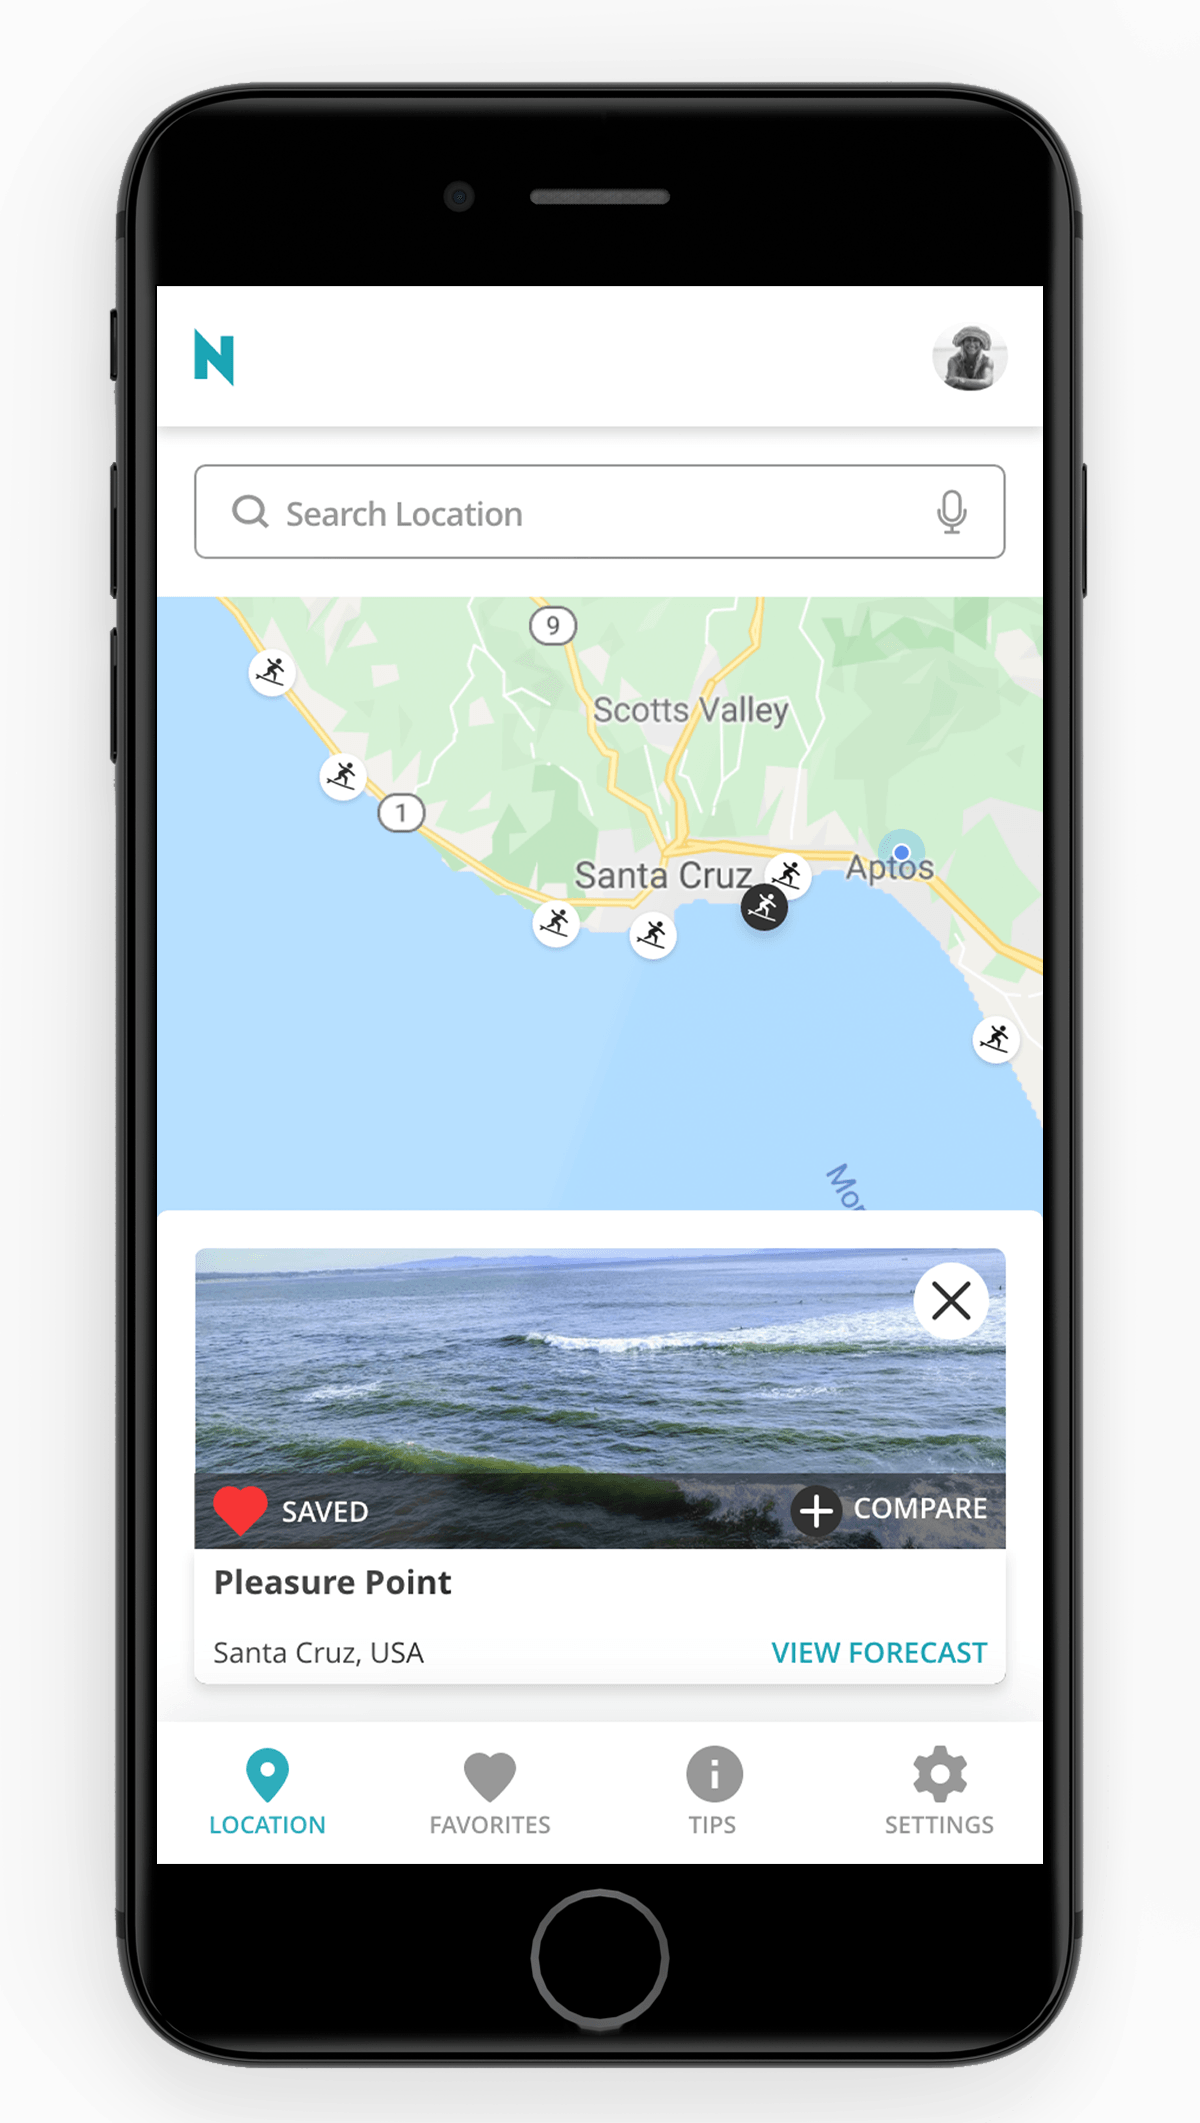 N
Search Location
9
Scotts Valley
1
Santa Cruz
Aptos
SAVED
COMPARE
Pleasure Point
Santa Cruz, USA
VIEW FORECAST
LOCATION
FAVORITES
TIPS
SETTINGS